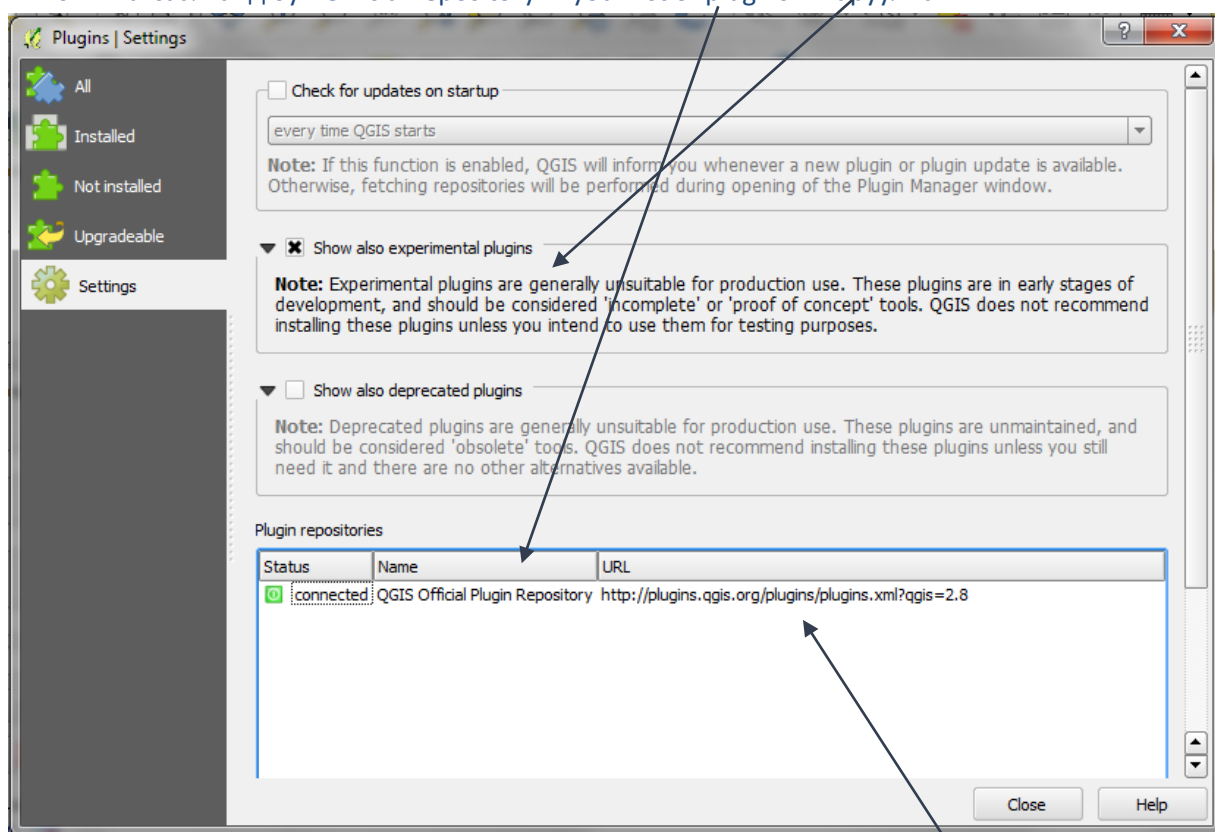 Plugins | Settings
All
Installed
Not installed
Upgradeable
Settings
Check for updates on startup
every time QGIS starts
Note: If this function is enabled, QGIS will inform you whenever a new plugin or plugin update is available.
Otherwise, fetching repositories will be performed during opening of the Plugin Manager window.
Show also experimental plugins
Note: Experimental plugins are generally unsuitable for production use. These plugins are in early stages of
development, and should be considered 'incomplete' or 'proof of concept' tools. QGIS does not recommend
installing these plugins unless you intend to use them for testing purposes.
Show also deprecated plugins
Note: Deprecated plugins are generally unsuitable for production use. These plugins are unmaintained, and
should be considered 'obsolete' tools. QGIS does not recommend installing these plugins unless you still
need it and there are no other alternatives available.
Plugin repositories
Status Name URL
connected QGIS Official Plugin Repository http://plugins.qgis.org/plugins/plugins.xml?qgis=2.8
Close Help